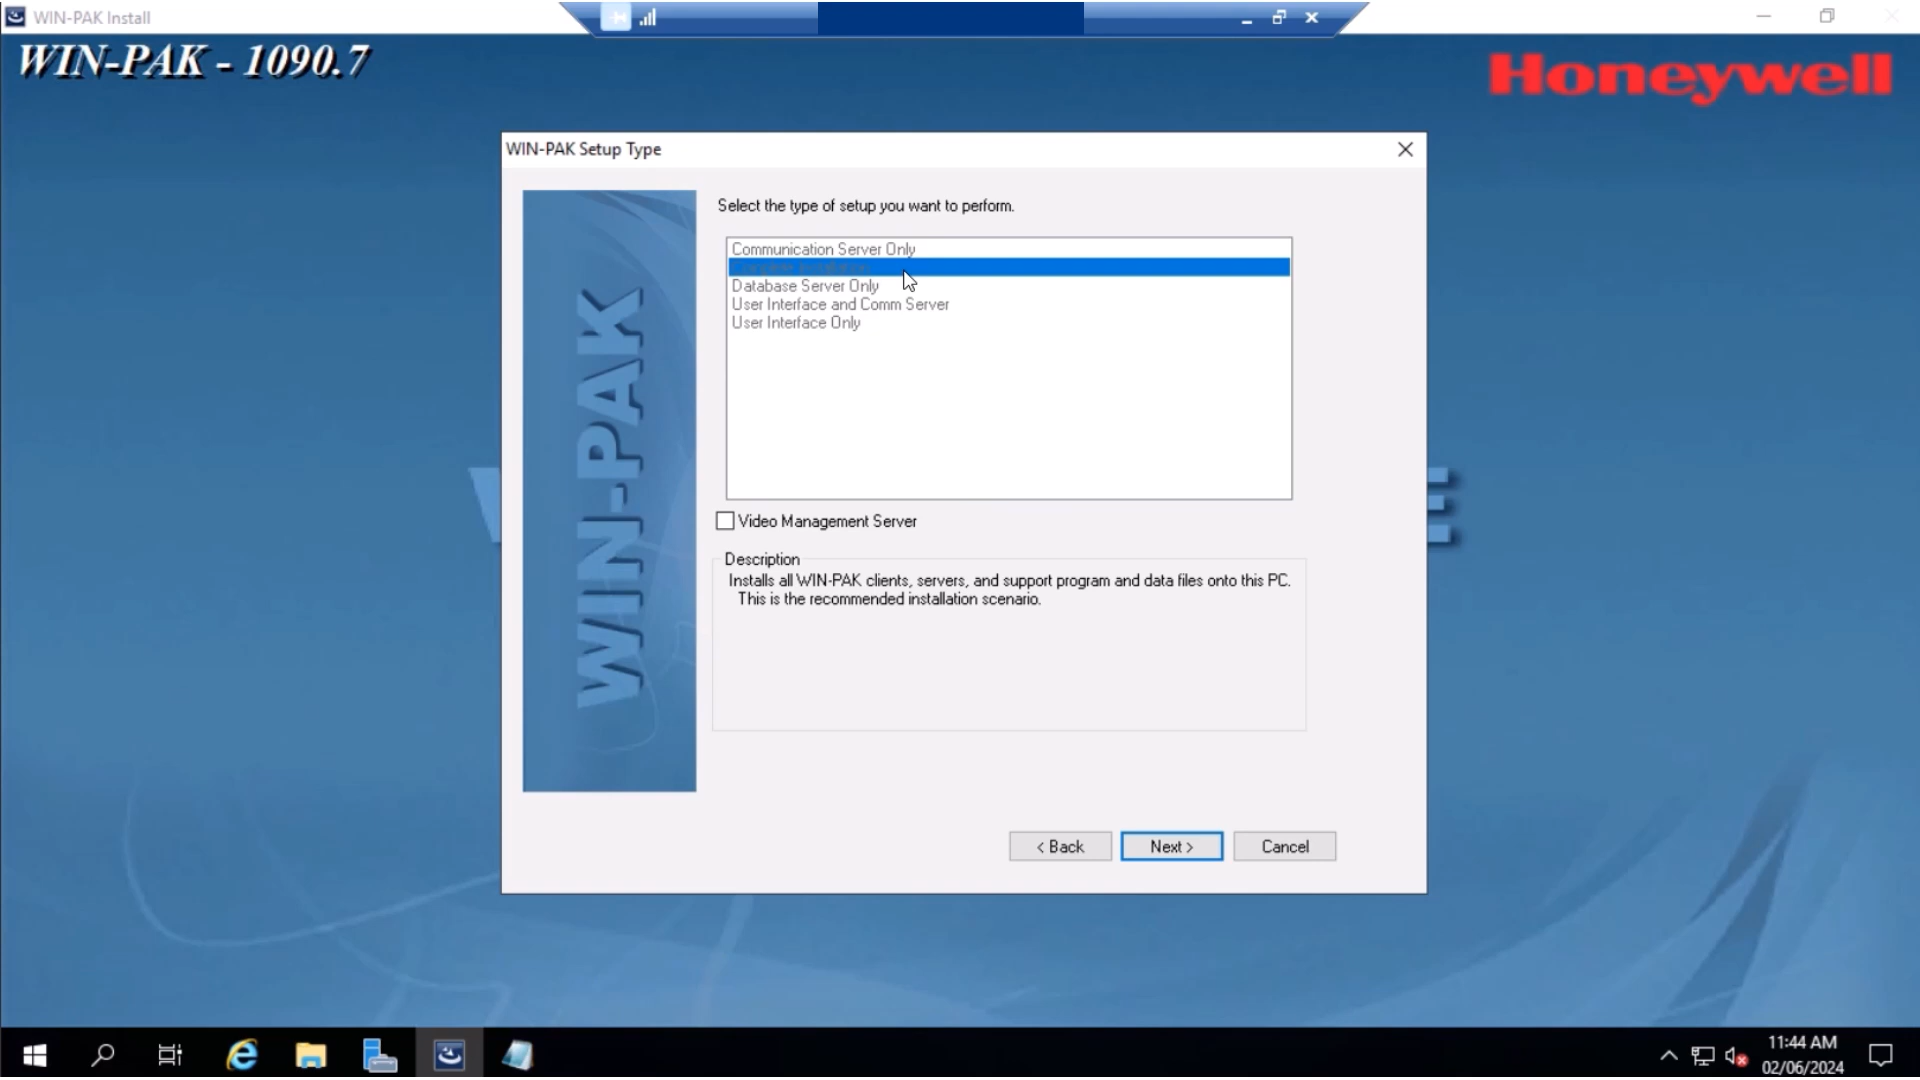 WIN-PAK Install
WIN-PAK - 1090.7
Honeywell
WIN-PAK Setup Type
Select the type of setup you want to perform.
Communication Server Only
Complete Installation
Database Server Only
User Interface and Comm Server
User Interface Only
WIN-PAK
Video Management Server
Description
Installs all WIN-PAK clients, servers, and support program and data files onto this PC.
This is the recommended installation scenario.
< Back
Next >
Cancel
11:44 AM
02/06/2024